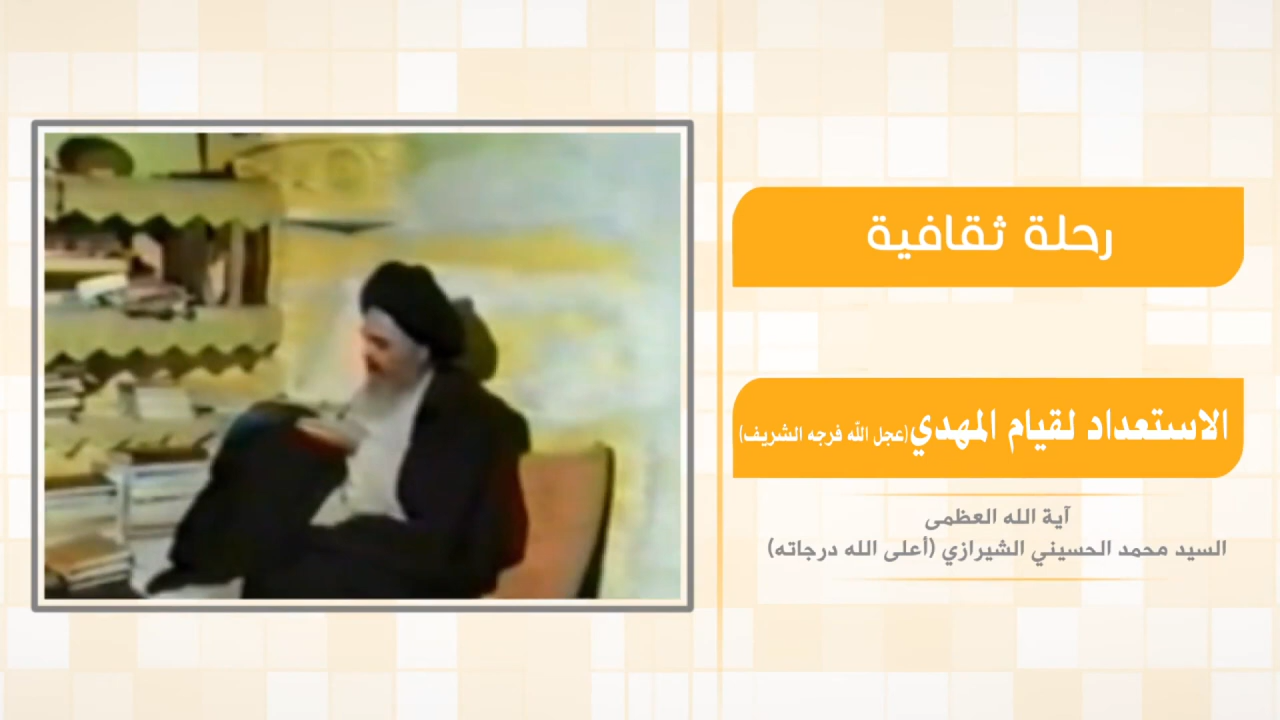 رحلة ثقافية
الاستعداد لقيام المهدي(عجل الله فرجه الشريف)
آية الله العظمى
السيد محمد الحسيني الشيرازي (أعلى الله درجاته)